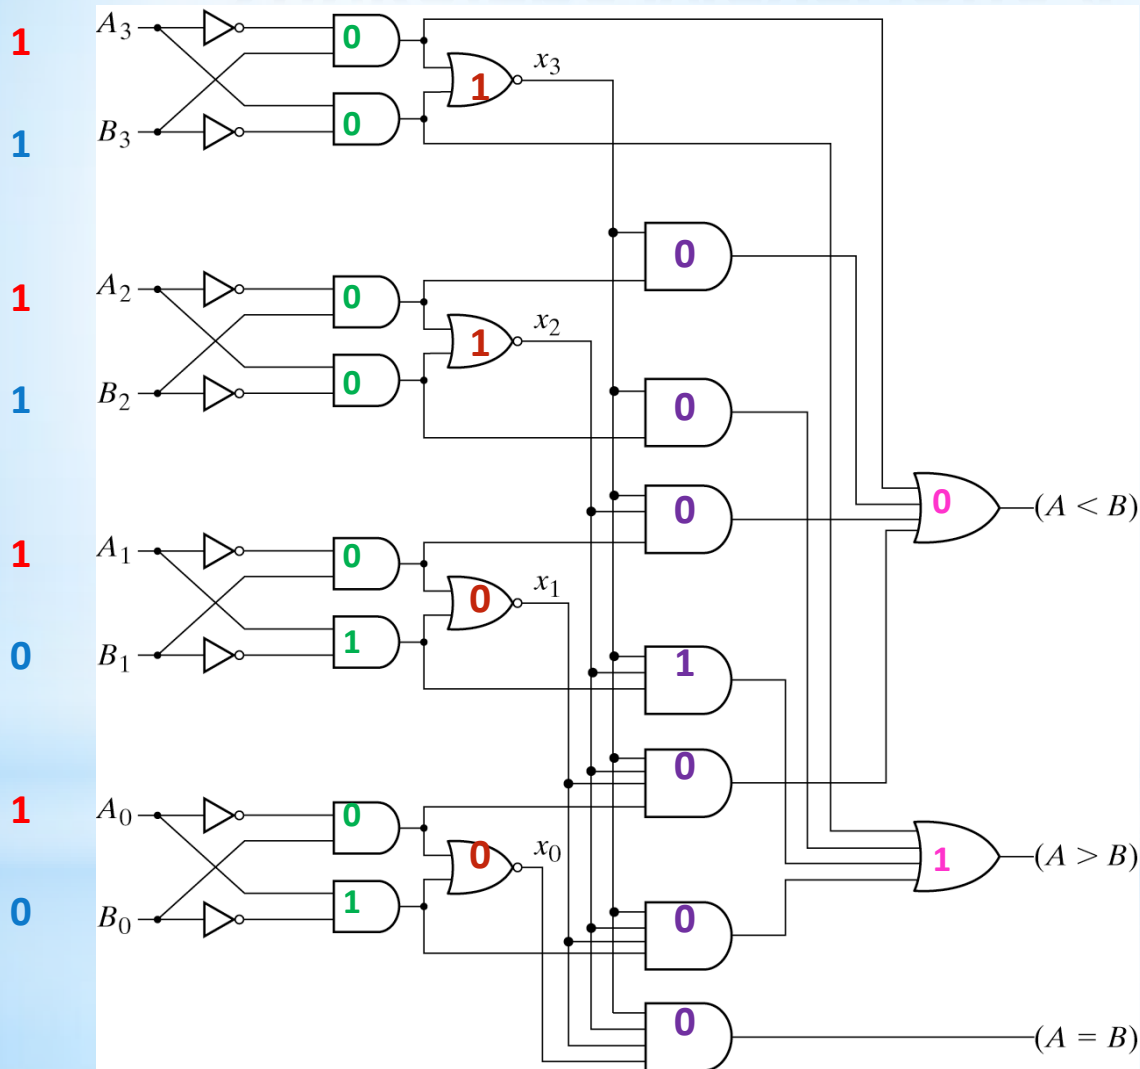 1 A₃ 0
1 x₃
1 B₃ 0
0
1 A₂ 0
1 x₂
1 B₂ 0
0
0 (A < B)
0
1 A₁ 0
0 x₁
0 B₁ 1
1
0
1 A₀ 0
0 x₀
1 (A > B)
0 B₀ 1
0
0 (A = B)